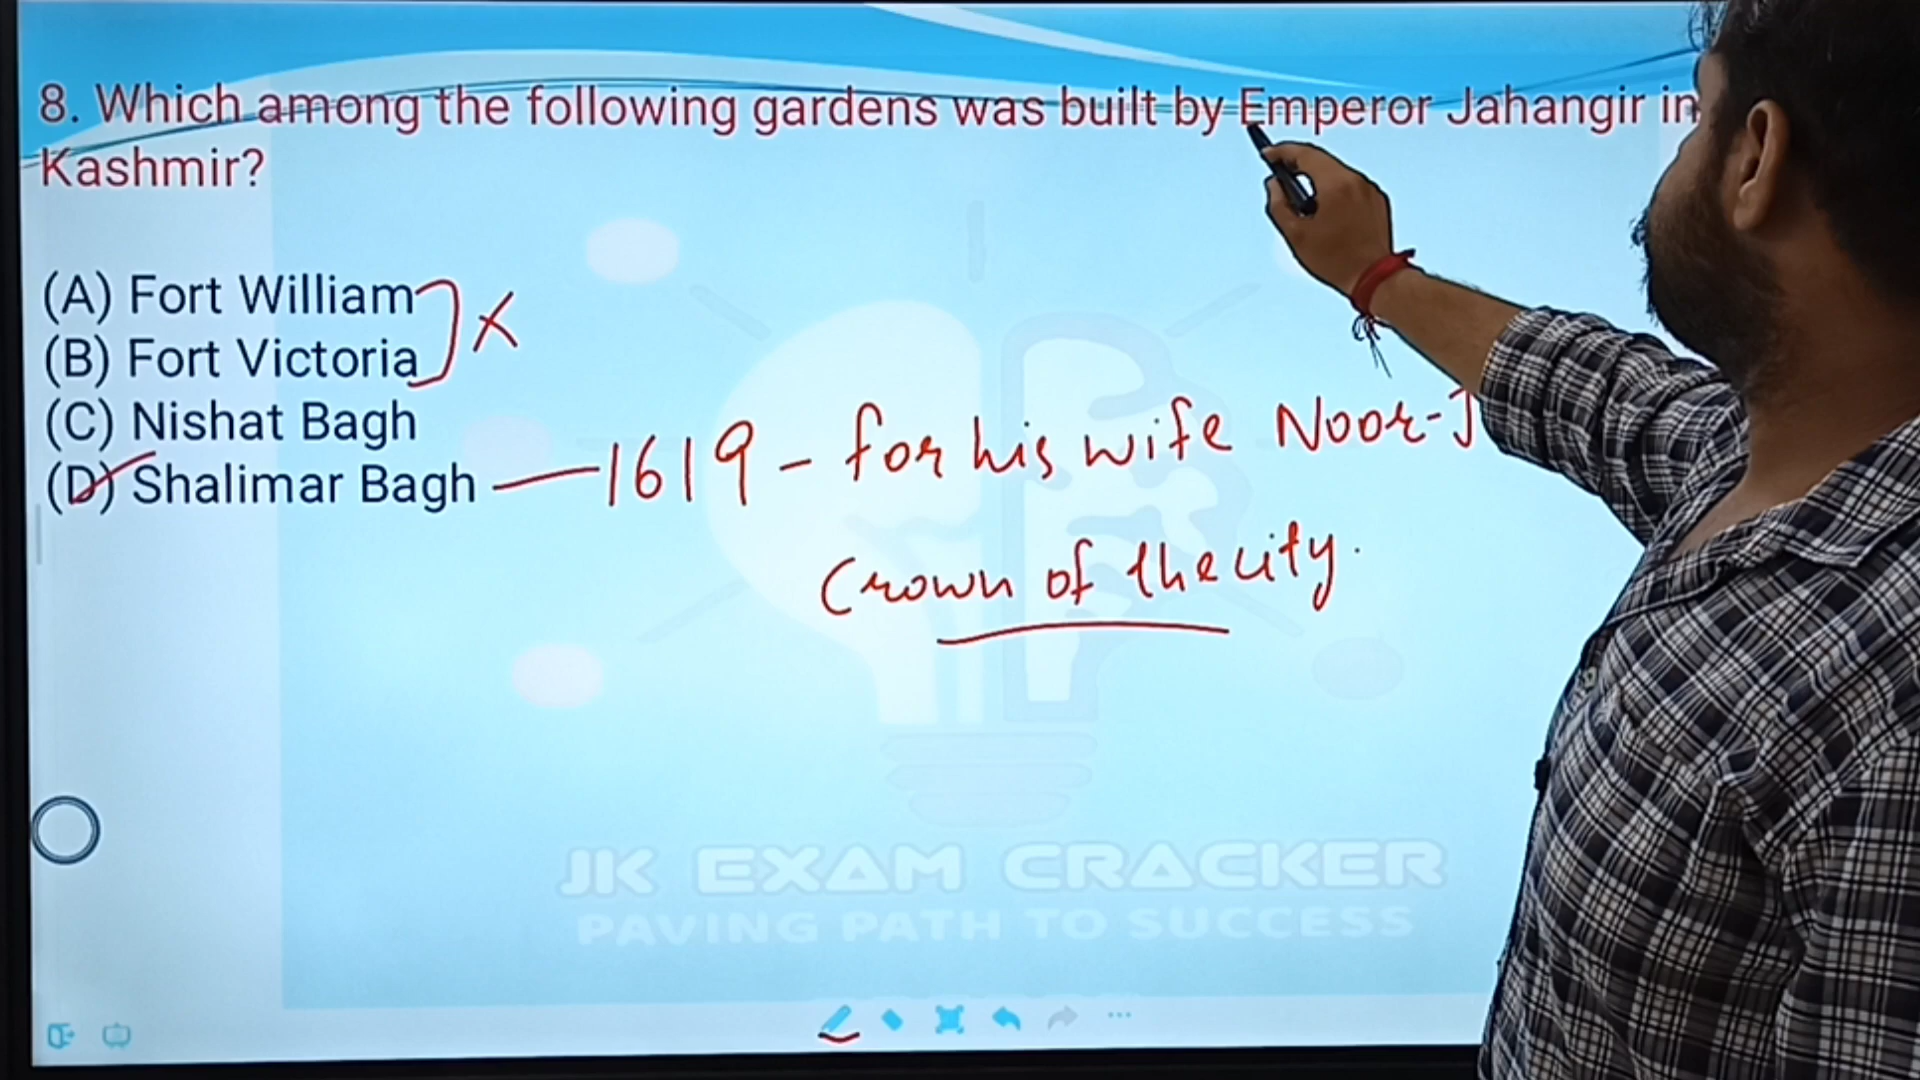 8. Which among the following gardens was built by Emperor Jahangir in
Kashmir?
(A) Fort William
(B) Fort Victoria
(C) Nishat Bagh
(D) Shalimar Bagh — 1619 - for his wife Noor-J
Crown of the city.
JK EXAM CRACKER
PAVING PATH TO SUCCESS